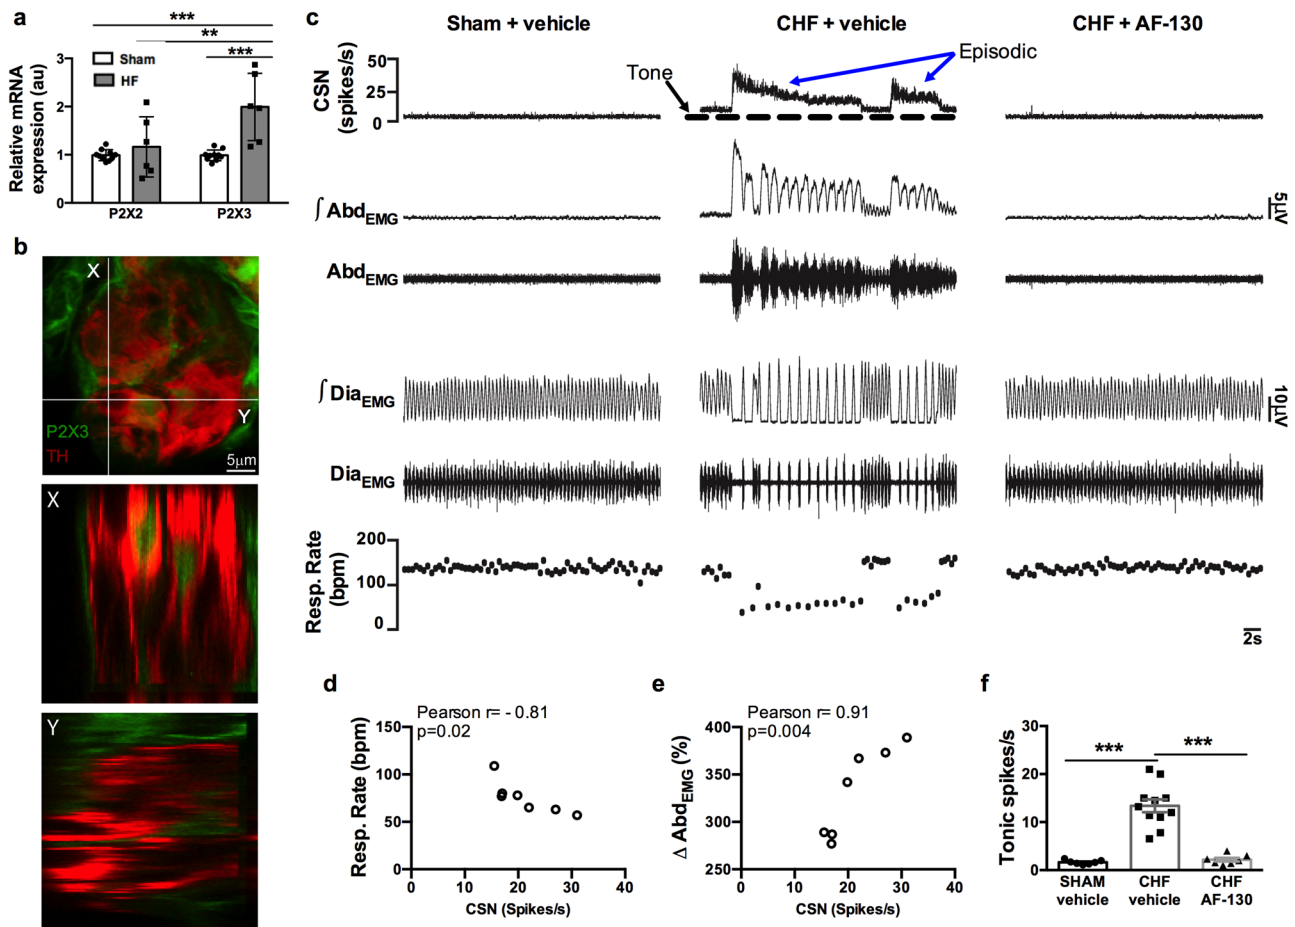 a
***
**
***
Sham
HF
Relative mRNA
expression (au)
3
2
1
0
P2X2
P2X3
b
X
Y
P2X3
TH
5µm
X
Y
c
Sham + vehicle
CHF + vehicle
CHF + AF-130
Episodic
Tone
CSN
(spikes/s)
50
25
0
∫ AbdEMG
5µV
AbdEMG
∫ DiaEMG
10µV
DiaEMG
Resp. Rate
(bpm)
200
100
0
2s
d
Pearson r= - 0.81
p=0.02
Resp. Rate (bpm)
150
100
50
0
0 10 20 30 40
CSN (Spikes/s)
e
Pearson r= 0.91
p=0.004
Δ AbdEMG (%)
400
350
300
250
0 10 20 30 40
CSN (Spikes/s)
f
Tonic spikes/s
30
20
10
0
***
***
SHAM
vehicle
CHF
vehicle
CHF
AF-130